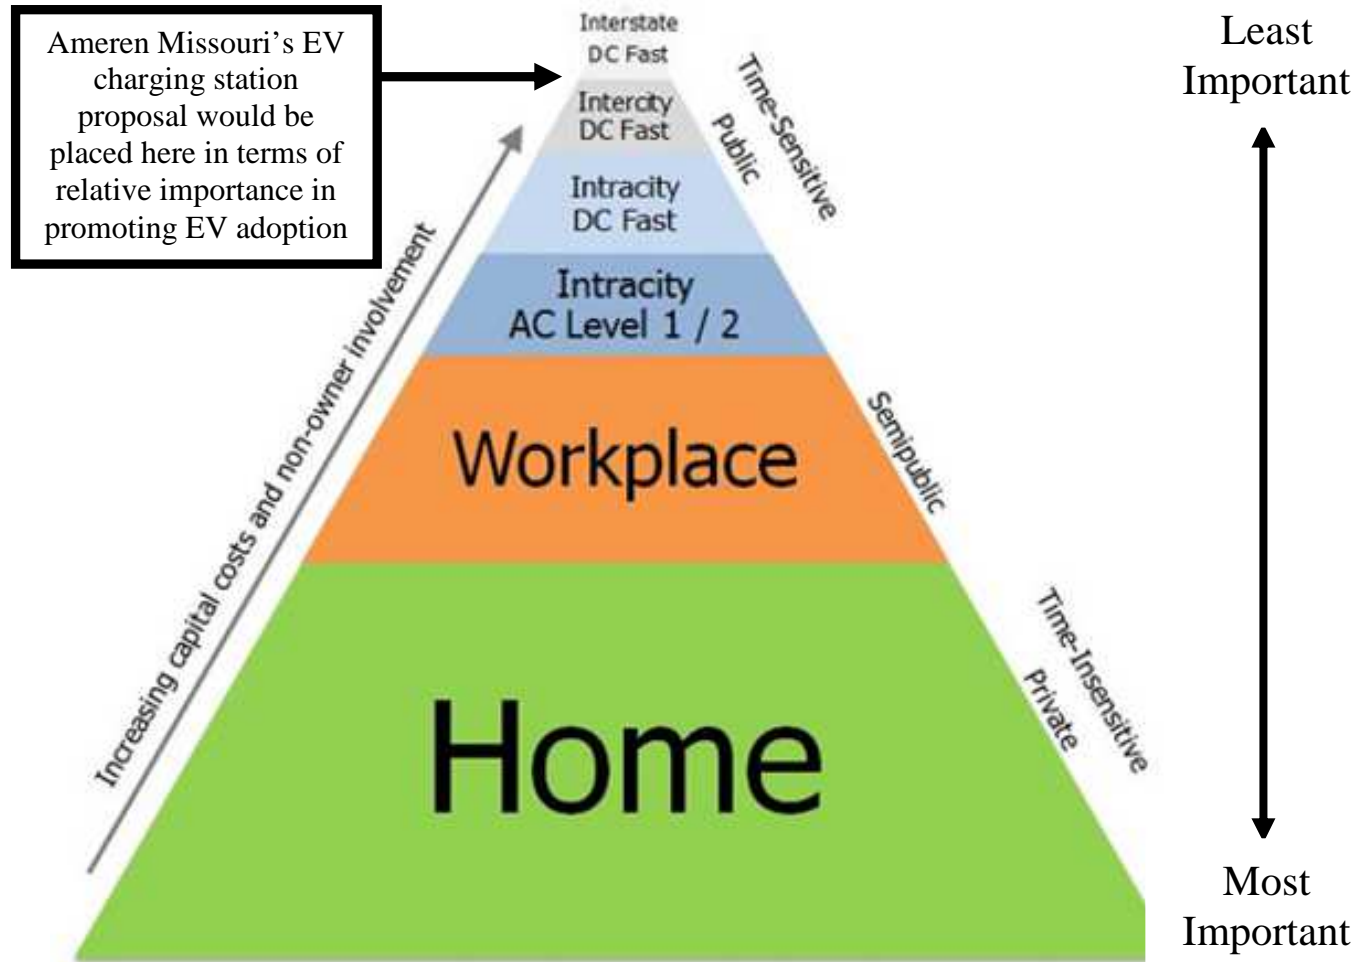 Ameren Missouri’s EV
charging station
proposal would be
placed here in terms of
relative importance in
promoting EV adoption
Interstate
DC Fast
Intercity
DC Fast
Intracity
DC Fast
Intracity
AC Level 1 / 2
Workplace
Home
Increasing capital costs and non-owner involvement
Time-Sensitive
Public
Semipublic
Time-Insensitive
Private
Least
Important
Most
Important